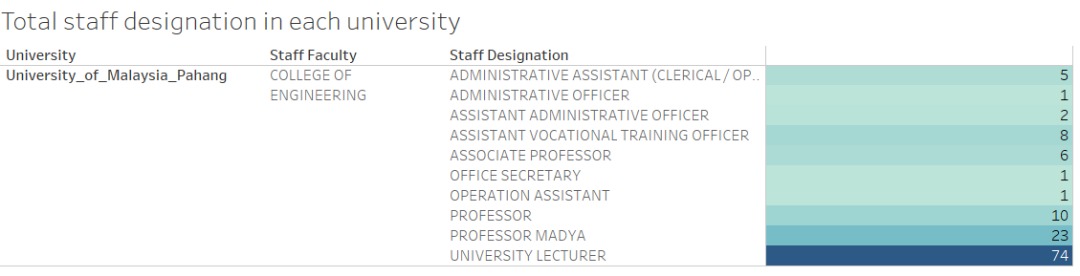 Total staff designation in each university
University Staff Faculty Staff Designation
University_of_Malaysia_Pahang COLLEGE OF ADMINISTRATIVE ASSISTANT (CLERICAL / OP.. 5
ENGINEERING ADMINISTRATIVE OFFICER 1
ASSISTANT ADMINISTRATIVE OFFICER 2
ASSISTANT VOCATIONAL TRAINING OFFICER 8
ASSOCIATE PROFESSOR 6
OFFICE SECRETARY 1
OPERATION ASSISTANT 1
PROFESSOR 10
PROFESSOR MADYA 23
UNIVERSITY LECTURER 74